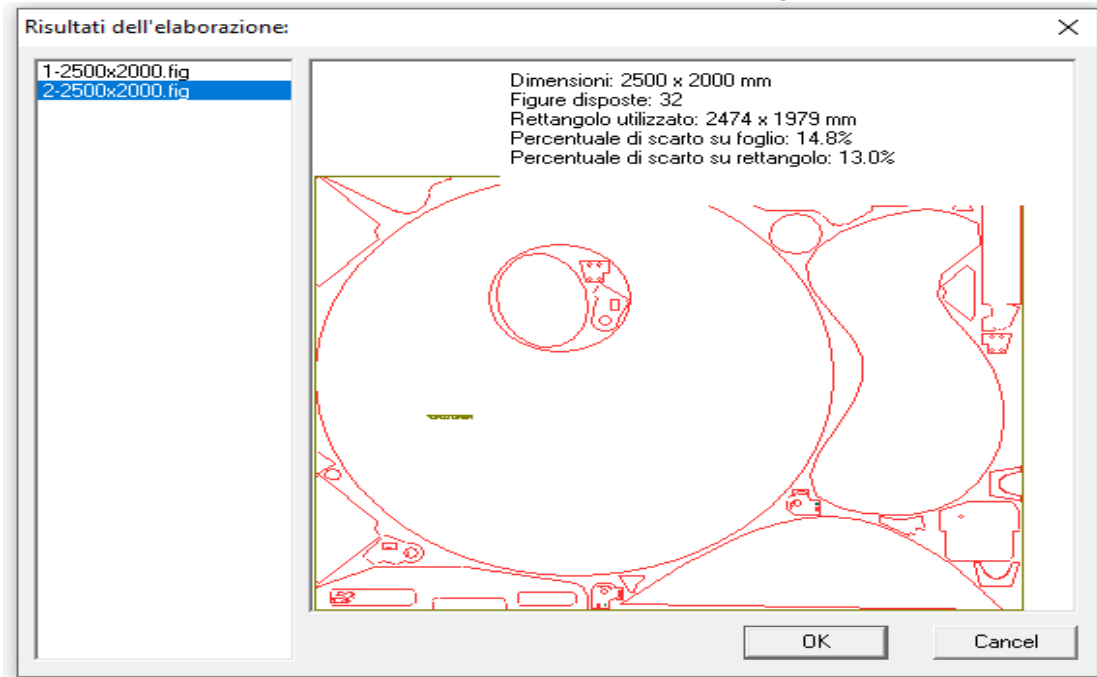 Risultati dell'elaborazione:
1-2500x2000.fig
2-2500x2000.fig
Dimensioni: 2500 x 2000 mm
Figure disposte: 32
Rettangolo utilizzato: 2474 x 1979 mm
Percentuale di scarto su foglio: 14.8%
Percentuale di scarto su rettangolo: 13.0%
OK
Cancel